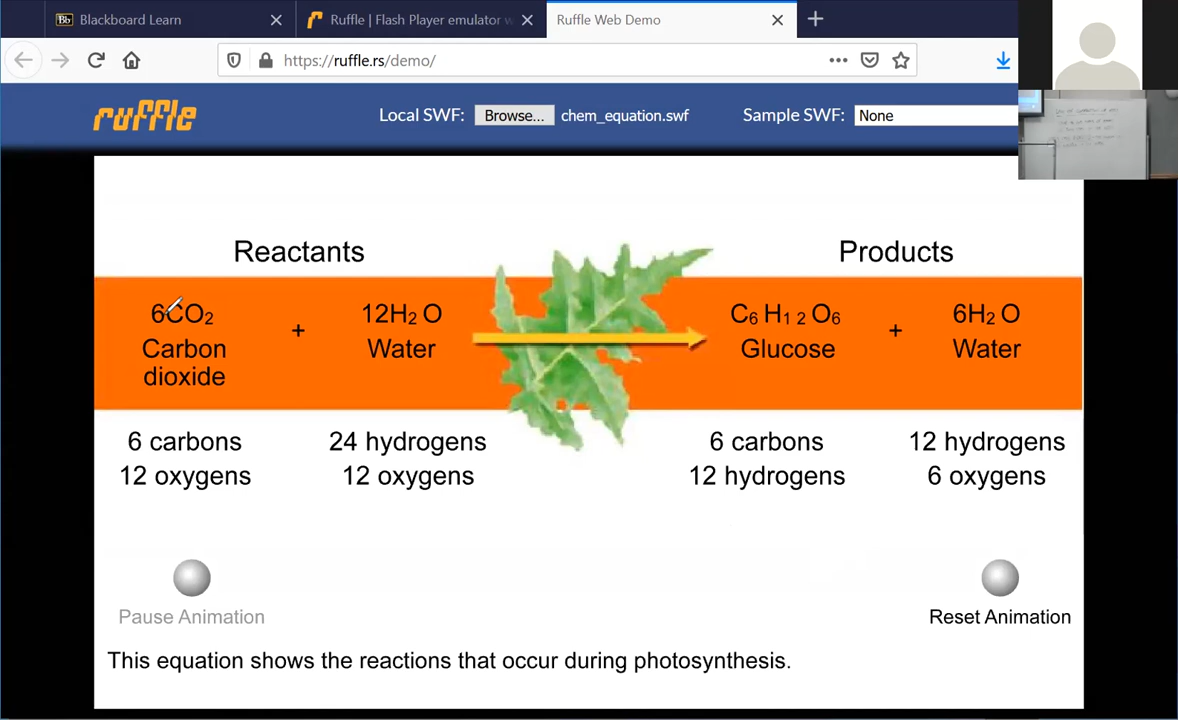 Blackboard Learn
Ruffle | Flash Player emulator
Ruffle Web Demo
https://ruffle.rs/demo/
ruffle
Local SWF: Browse... chem_equation.swf Sample SWF: None
Reactants Products
6CO₂ + 12H₂ O C₆ H₁ ₂ O₆ + 6H₂ O
Carbon Water Glucose Water
dioxide
6 carbons 24 hydrogens 6 carbons 12 hydrogens
12 oxygens 12 oxygens 12 hydrogens 6 oxygens
Pause Animation Reset Animation
This equation shows the reactions that occur during photosynthesis.